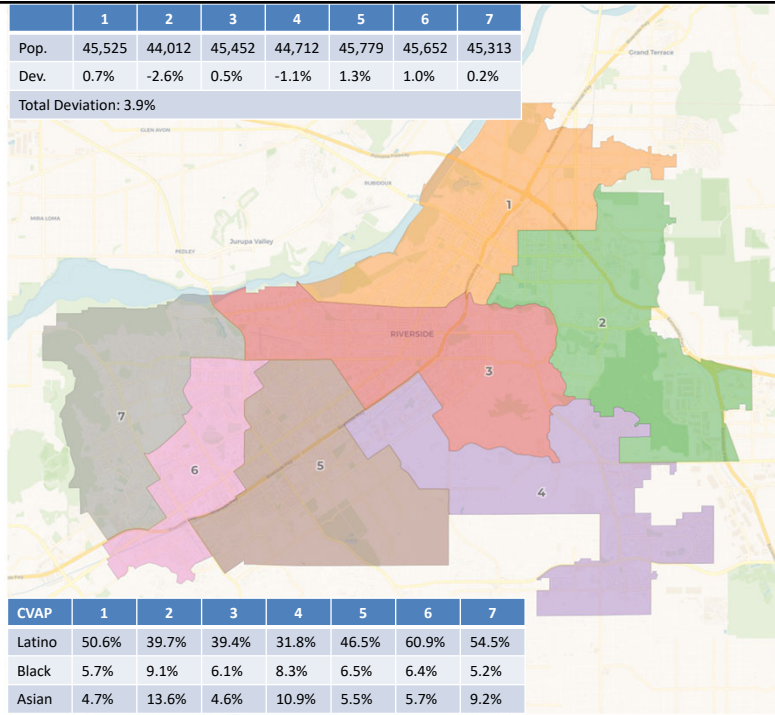 1 2 3 4 5 6 7
Pop. 45,525 44,012 45,452 44,712 45,779 45,652 45,313
Dev. 0.7% -2.6% 0.5% -1.1% 1.3% 1.0% 0.2%
Total Deviation: 3.9%
Grand Terrace
GLEN AVON
RUBIDOUX
1
MIRA LOMA
Jurupa Valley
PEDLEY
2
RIVERSIDE
3
7
6
5
4
CVAP 1 2 3 4 5 6 7
Latino 50.6% 39.7% 39.4% 31.8% 46.5% 60.9% 54.5%
Black 5.7% 9.1% 6.1% 8.3% 6.5% 6.4% 5.2%
Asian 4.7% 13.6% 4.6% 10.9% 5.5% 5.7% 9.2%